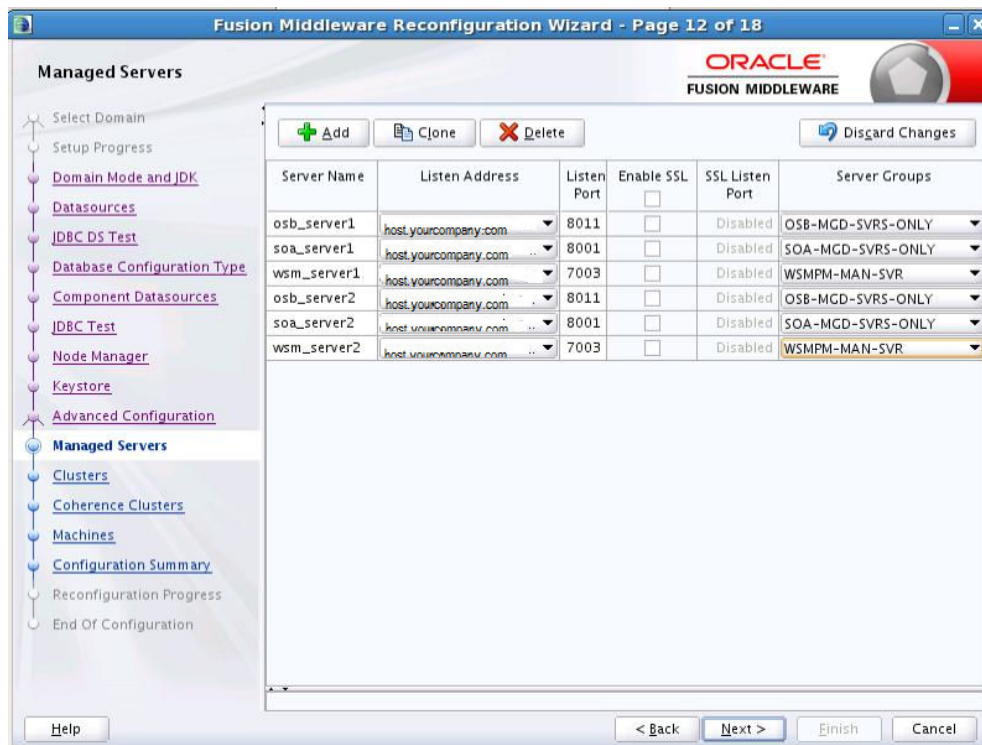 Fusion Middleware Reconfiguration Wizard - Page 12 of 18
Managed Servers
ORACLE
FUSION MIDDLEWARE
Select Domain
Setup Progress
Domain Mode and JDK
Datasources
JDBC DS Test
Database Configuration Type
Component Datasources
JDBC Test
Node Manager
Keystore
Advanced Configuration
Managed Servers
Clusters
Coherence Clusters
Machines
Configuration Summary
Reconfiguration Progress
End Of Configuration
Add Clone Delete Discard Changes
Server Name Listen Address Listen Port Enable SSL SSL Listen Port Server Groups
osb_server1 host.yourcompany.com 8011 Disabled OSB-MGD-SVRS-ONLY
soa_server1 host.yourcompany.com 8001 Disabled SOA-MGD-SVRS-ONLY
wsm_server1 host.yourcompany.com 7003 Disabled WSMPM-MAN-SVR
osb_server2 host.yourcompany.com 8011 Disabled OSB-MGD-SVRS-ONLY
soa_server2 host.yourcompany.com 8001 Disabled SOA-MGD-SVRS-ONLY
wsm_server2 host.yourcompany.com 7003 Disabled WSMPM-MAN-SVR
Help < Back Next > Finish Cancel